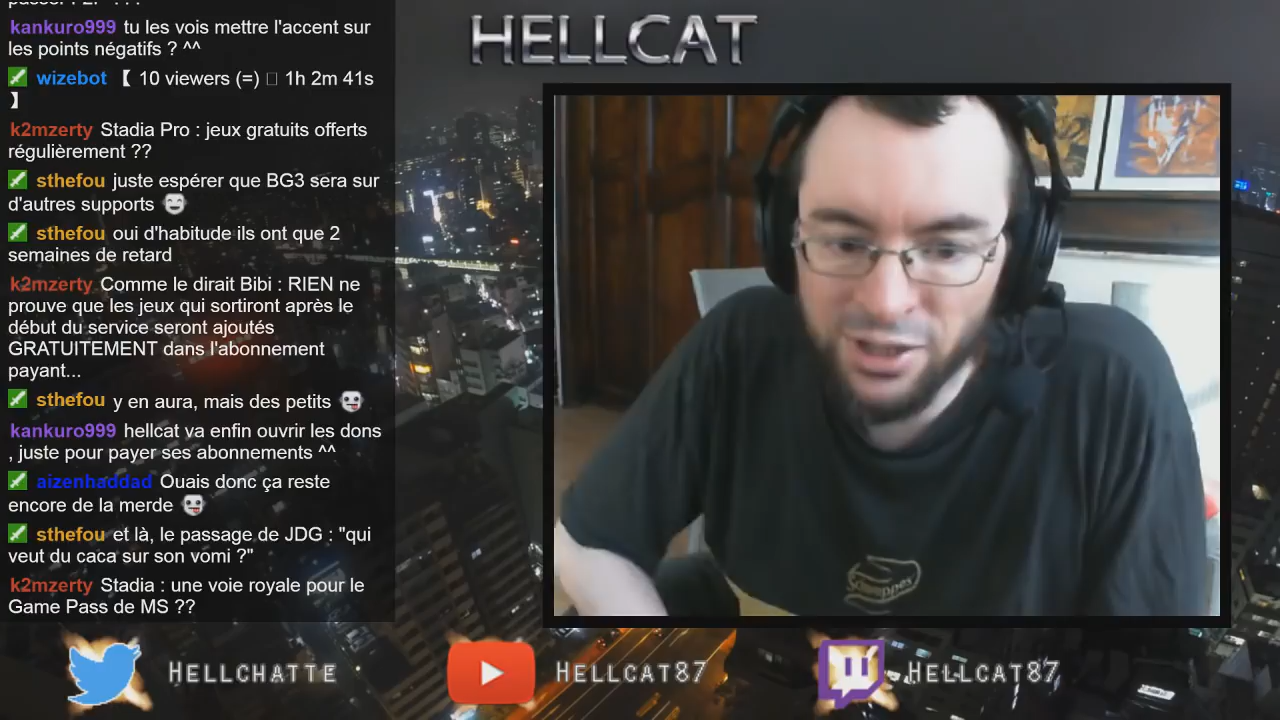 HELLCAT
kankuro999 tu les vois mettre l'accent sur
les points négatifs ? ^^
wizebot 【 10 viewers (=) 1h 2m 41s
】
k2mzerty Stadia Pro : jeux gratuits offerts
régulièrement ??
sthefou juste espérer que BG3 sera sur
d'autres supports
sthefou oui d'habitude ils ont que 2
semaines de retard
k2mzerty Comme le dirait Bibi : RIEN ne
prouve que les jeux qui sortiront après le
début du service seront ajoutés
GRATUITEMENT dans l'abonnement
payant...
sthefou y en aura, mais des petits
kankuro999 hellcat va enfin ouvrir les dons
, juste pour payer ses abonnements ^^
aizenhaddad Ouais donc ça reste
encore de la merde
sthefou et là, le passage de JDG : "qui
veut du caca sur son vomi ?"
k2mzerty Stadia : une voie royale pour le
Game Pass de MS ??
Schweppes
HELLCHATTE
HELLCAT87
HELLCAT87